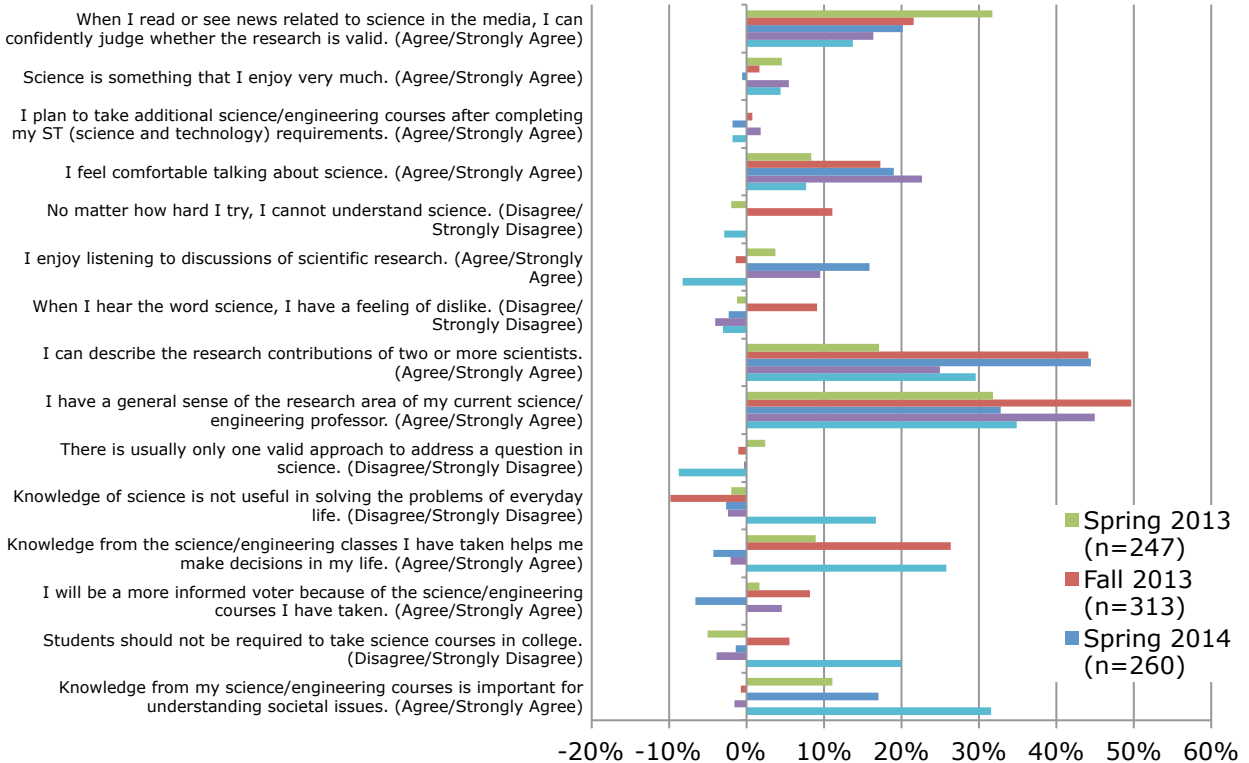 When I read or see news related to science in the media, I can
confidently judge whether the research is valid. (Agree/Strongly Agree)
Science is something that I enjoy very much. (Agree/Strongly Agree)
I plan to take additional science/engineering courses after completing
my ST (science and technology) requirements. (Agree/Strongly Agree)
I feel comfortable talking about science. (Agree/Strongly Agree)
No matter how hard I try, I cannot understand science. (Disagree/
Strongly Disagree)
I enjoy listening to discussions of scientific research. (Agree/Strongly
Agree)
When I hear the word science, I have a feeling of dislike. (Disagree/
Strongly Disagree)
I can describe the research contributions of two or more scientists.
(Agree/Strongly Agree)
I have a general sense of the research area of my current science/
engineering professor. (Agree/Strongly Agree)
There is usually only one valid approach to address a question in
science. (Disagree/Strongly Disagree)
Knowledge of science is not useful in solving the problems of everyday
life. (Disagree/Strongly Disagree)
Knowledge from the science/engineering classes I have taken helps me
make decisions in my life. (Agree/Strongly Agree)
I will be a more informed voter because of the science/engineering
courses I have taken. (Agree/Strongly Agree)
Students should not be required to take science courses in college.
(Disagree/Strongly Disagree)
Knowledge from my science/engineering courses is important for
understanding societal issues. (Agree/Strongly Agree)
Spring 2013
(n=247)
Fall 2013
(n=313)
Spring 2014
(n=260)
-20% -10% 0% 10% 20% 30% 40% 50% 60%